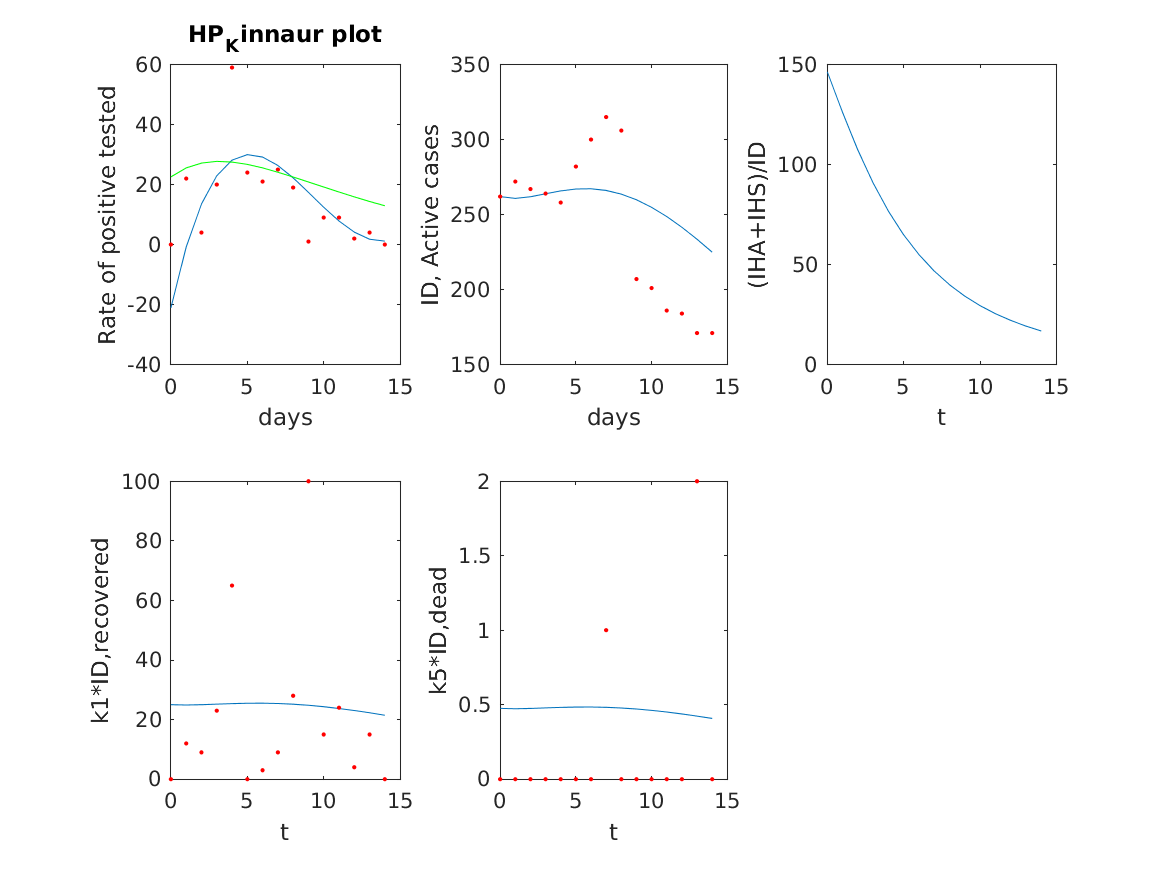 HP_Kinnaur plot
60
40
20
0
-20
-40
0 5 10 15
Rate of positive tested
days
350
300
250
200
150
0 5 10 15
ID, Active cases
days
150
100
50
0
0 5 10 15
(IHA+IHS)/ID
t
100
80
60
40
20
0
0 5 10 15
k1*ID,recovered
t
2
1.5
1
0.5
0
0 5 10 15
k5*ID,dead
t